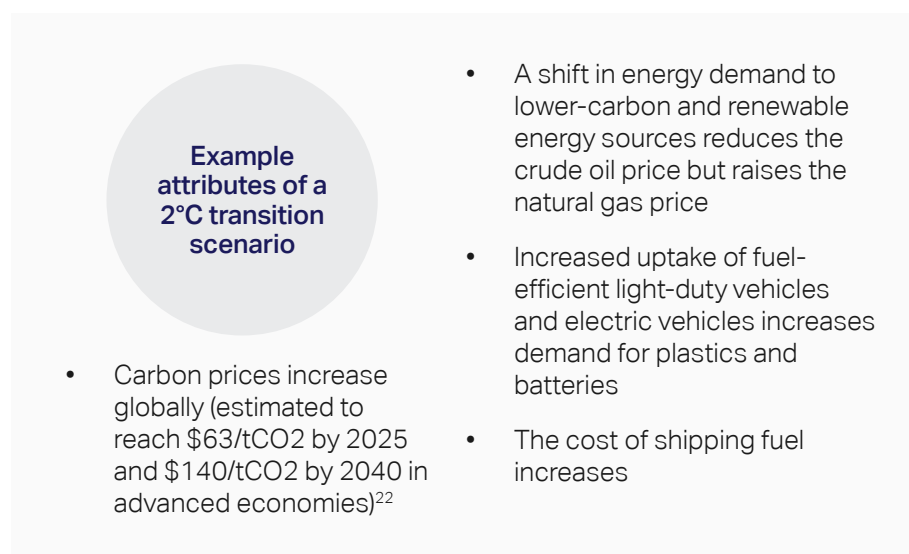 Example
attributes of a
2°C transition
scenario
• Carbon prices increase
globally (estimated to
reach $63/tCO2 by 2025
and $140/tCO2 by 2040 in
advanced economies)22
• A shift in energy demand to
lower-carbon and renewable
energy sources reduces the
crude oil price but raises the
natural gas price
• Increased uptake of fuel-
efficient light-duty vehicles
and electric vehicles increases
demand for plastics and
batteries
• The cost of shipping fuel
increases